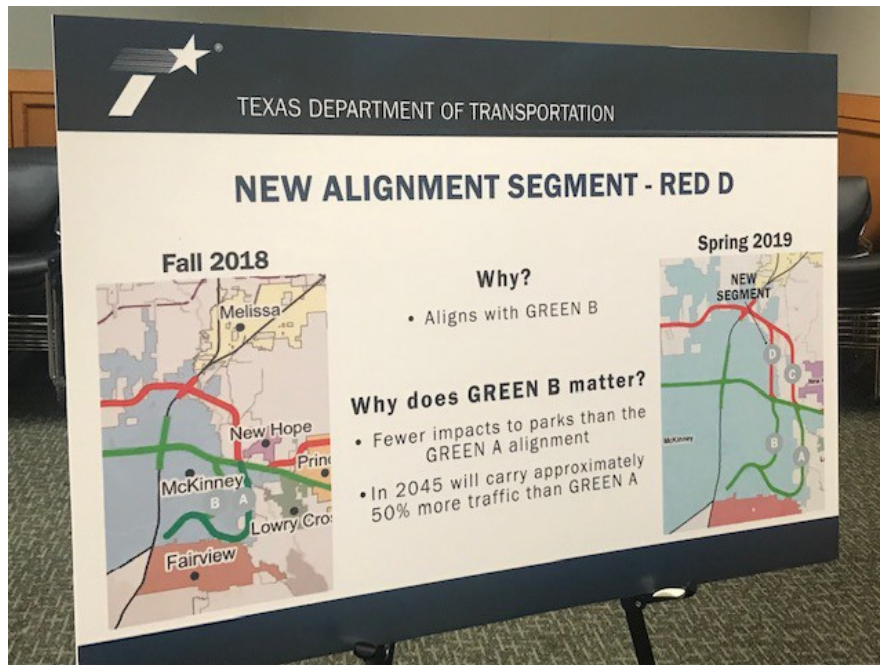 TEXAS DEPARTMENT OF TRANSPORTATION
NEW ALIGNMENT SEGMENT - RED D
Fall 2018
Melissa
New Hope
Princ
McKinney
B
A
Lowry Cros
Fairview
Why?
• Aligns with GREEN B
Why does GREEN B matter?
• Fewer impacts to parks than the
GREEN A alignment
• In 2045 will carry approximately
50% more traffic than GREEN A
Spring 2019
NEW
SEGMENT
D
C
McKinney
B
A